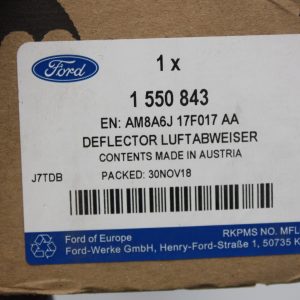 Ford
1 x
1 550 843
EN: AM8A6J 17F017 AA
DEFLECTOR LUFTABWEISER
CONTENTS MADE IN AUSTRIA
J7TDB PACKED: 30NOV18
Ford of Europe RKPMS NO. MFL
Ford-Werke GmbH, Henry-Ford-Straße 1, 50735 K